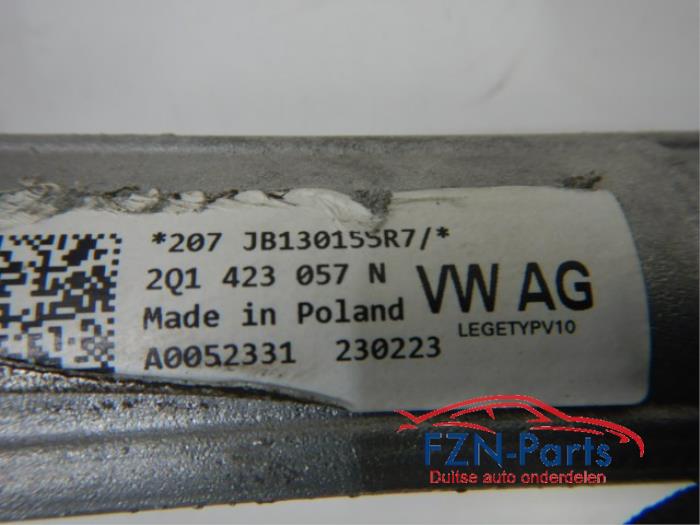 *207 JB130155R7/*
2Q1 423 057 N
VW AG
Made in Poland
LEGETYPV10
A0052331 230223
FZN-Parts
Duitse auto onderdelen